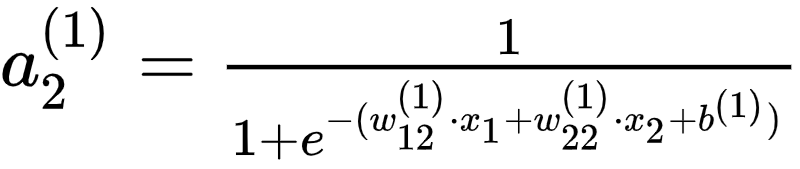 a_2^{(1)} = \frac{1}{1+e^{-(w_{12}^{(1)} \cdot x_1+w_{22}^{(1)} \cdot x_2+b^{(1)})}}